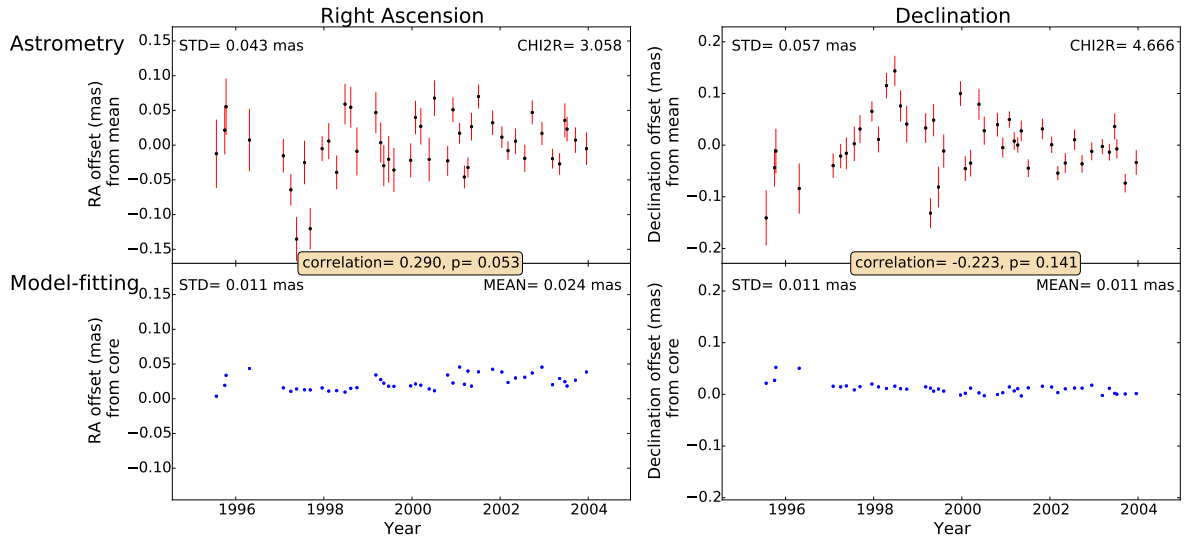 Right Ascension
Declination
Astrometry
STD= 0.043 mas
CHI2R= 3.058
STD= 0.057 mas
CHI2R= 4.666
RA offset (mas)
from mean
0.15
0.10
0.05
0.00
−0.05
−0.10
−0.15
Declination offset (mas)
from mean
0.2
0.1
0.0
−0.1
−0.2
correlation= 0.290, p= 0.053
correlation= -0.223, p= 0.141
Model-fitting
STD= 0.011 mas
MEAN= 0.024 mas
STD= 0.011 mas
MEAN= 0.011 mas
RA offset (mas)
from core
0.15
0.10
0.05
0.00
−0.05
−0.10
Declination offset (mas)
from core
0.2
0.1
0.0
−0.1
−0.2
1996 1998 2000 2002 2004
Year
1996 1998 2000 2002 2004
Year